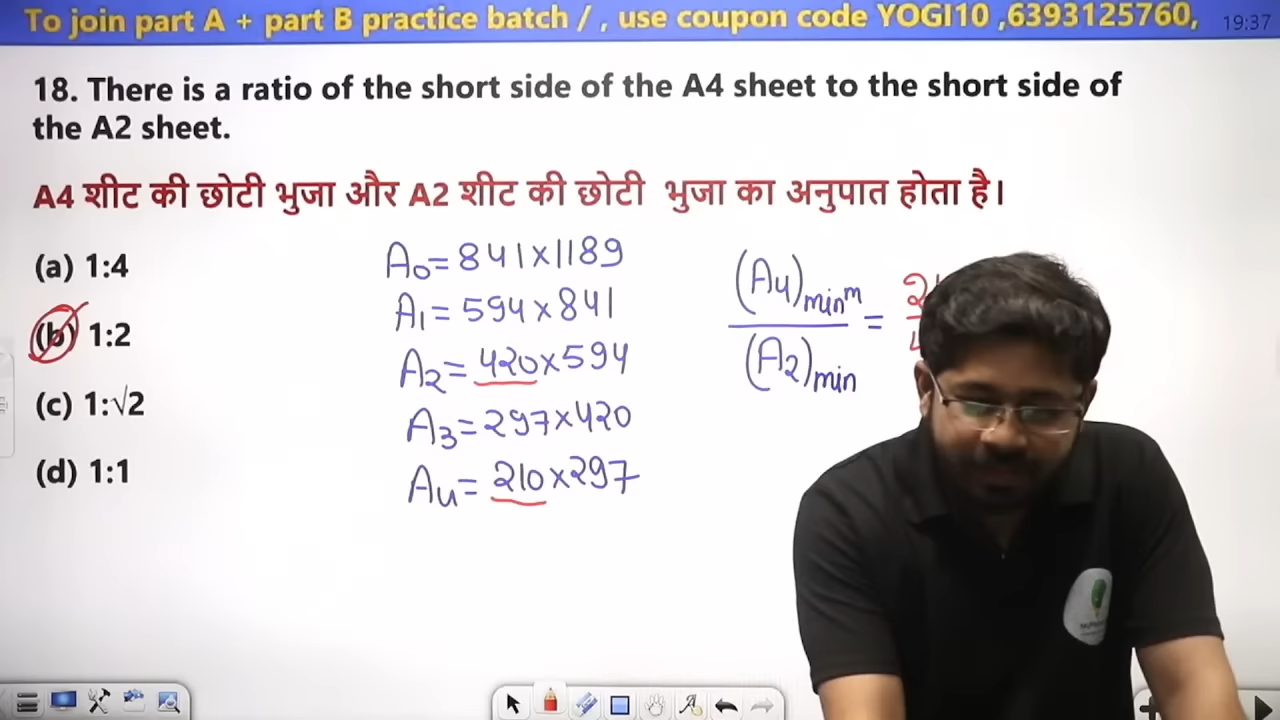 To join part A + part B practice batch / , use coupon code YOGI10 ,6393125760,
19:37
18. There is a ratio of the short side of the A4 sheet to the short side of
the A2 sheet.
A4 शीट की छोटी भुजा और A2 शीट की छोटी भुजा का अनुपात होता है।
(a) 1:4
(b) 1:2
(c) 1:√2
(d) 1:1
A0=841×1189
A1=594×841
A2=420×594
A3=297×420
A4=210×297
(A4)minm
(A2)min
=